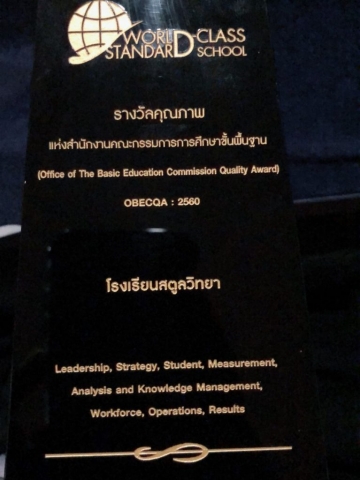 WORLD-CLASS
STANDARD SCHOOL
รางวัลคุณภาพ
แห่งสำนักงานคณะกรรมการการศึกษาขั้นพื้นฐาน
(Office of The Basic Education Commission Quality Award)
OBECQA : 2560
โรงเรียนสตูลวิทยา
Leadership, Strategy, Student, Measurement,
Analysis and Knowledge Management,
Workforce, Operations, Results